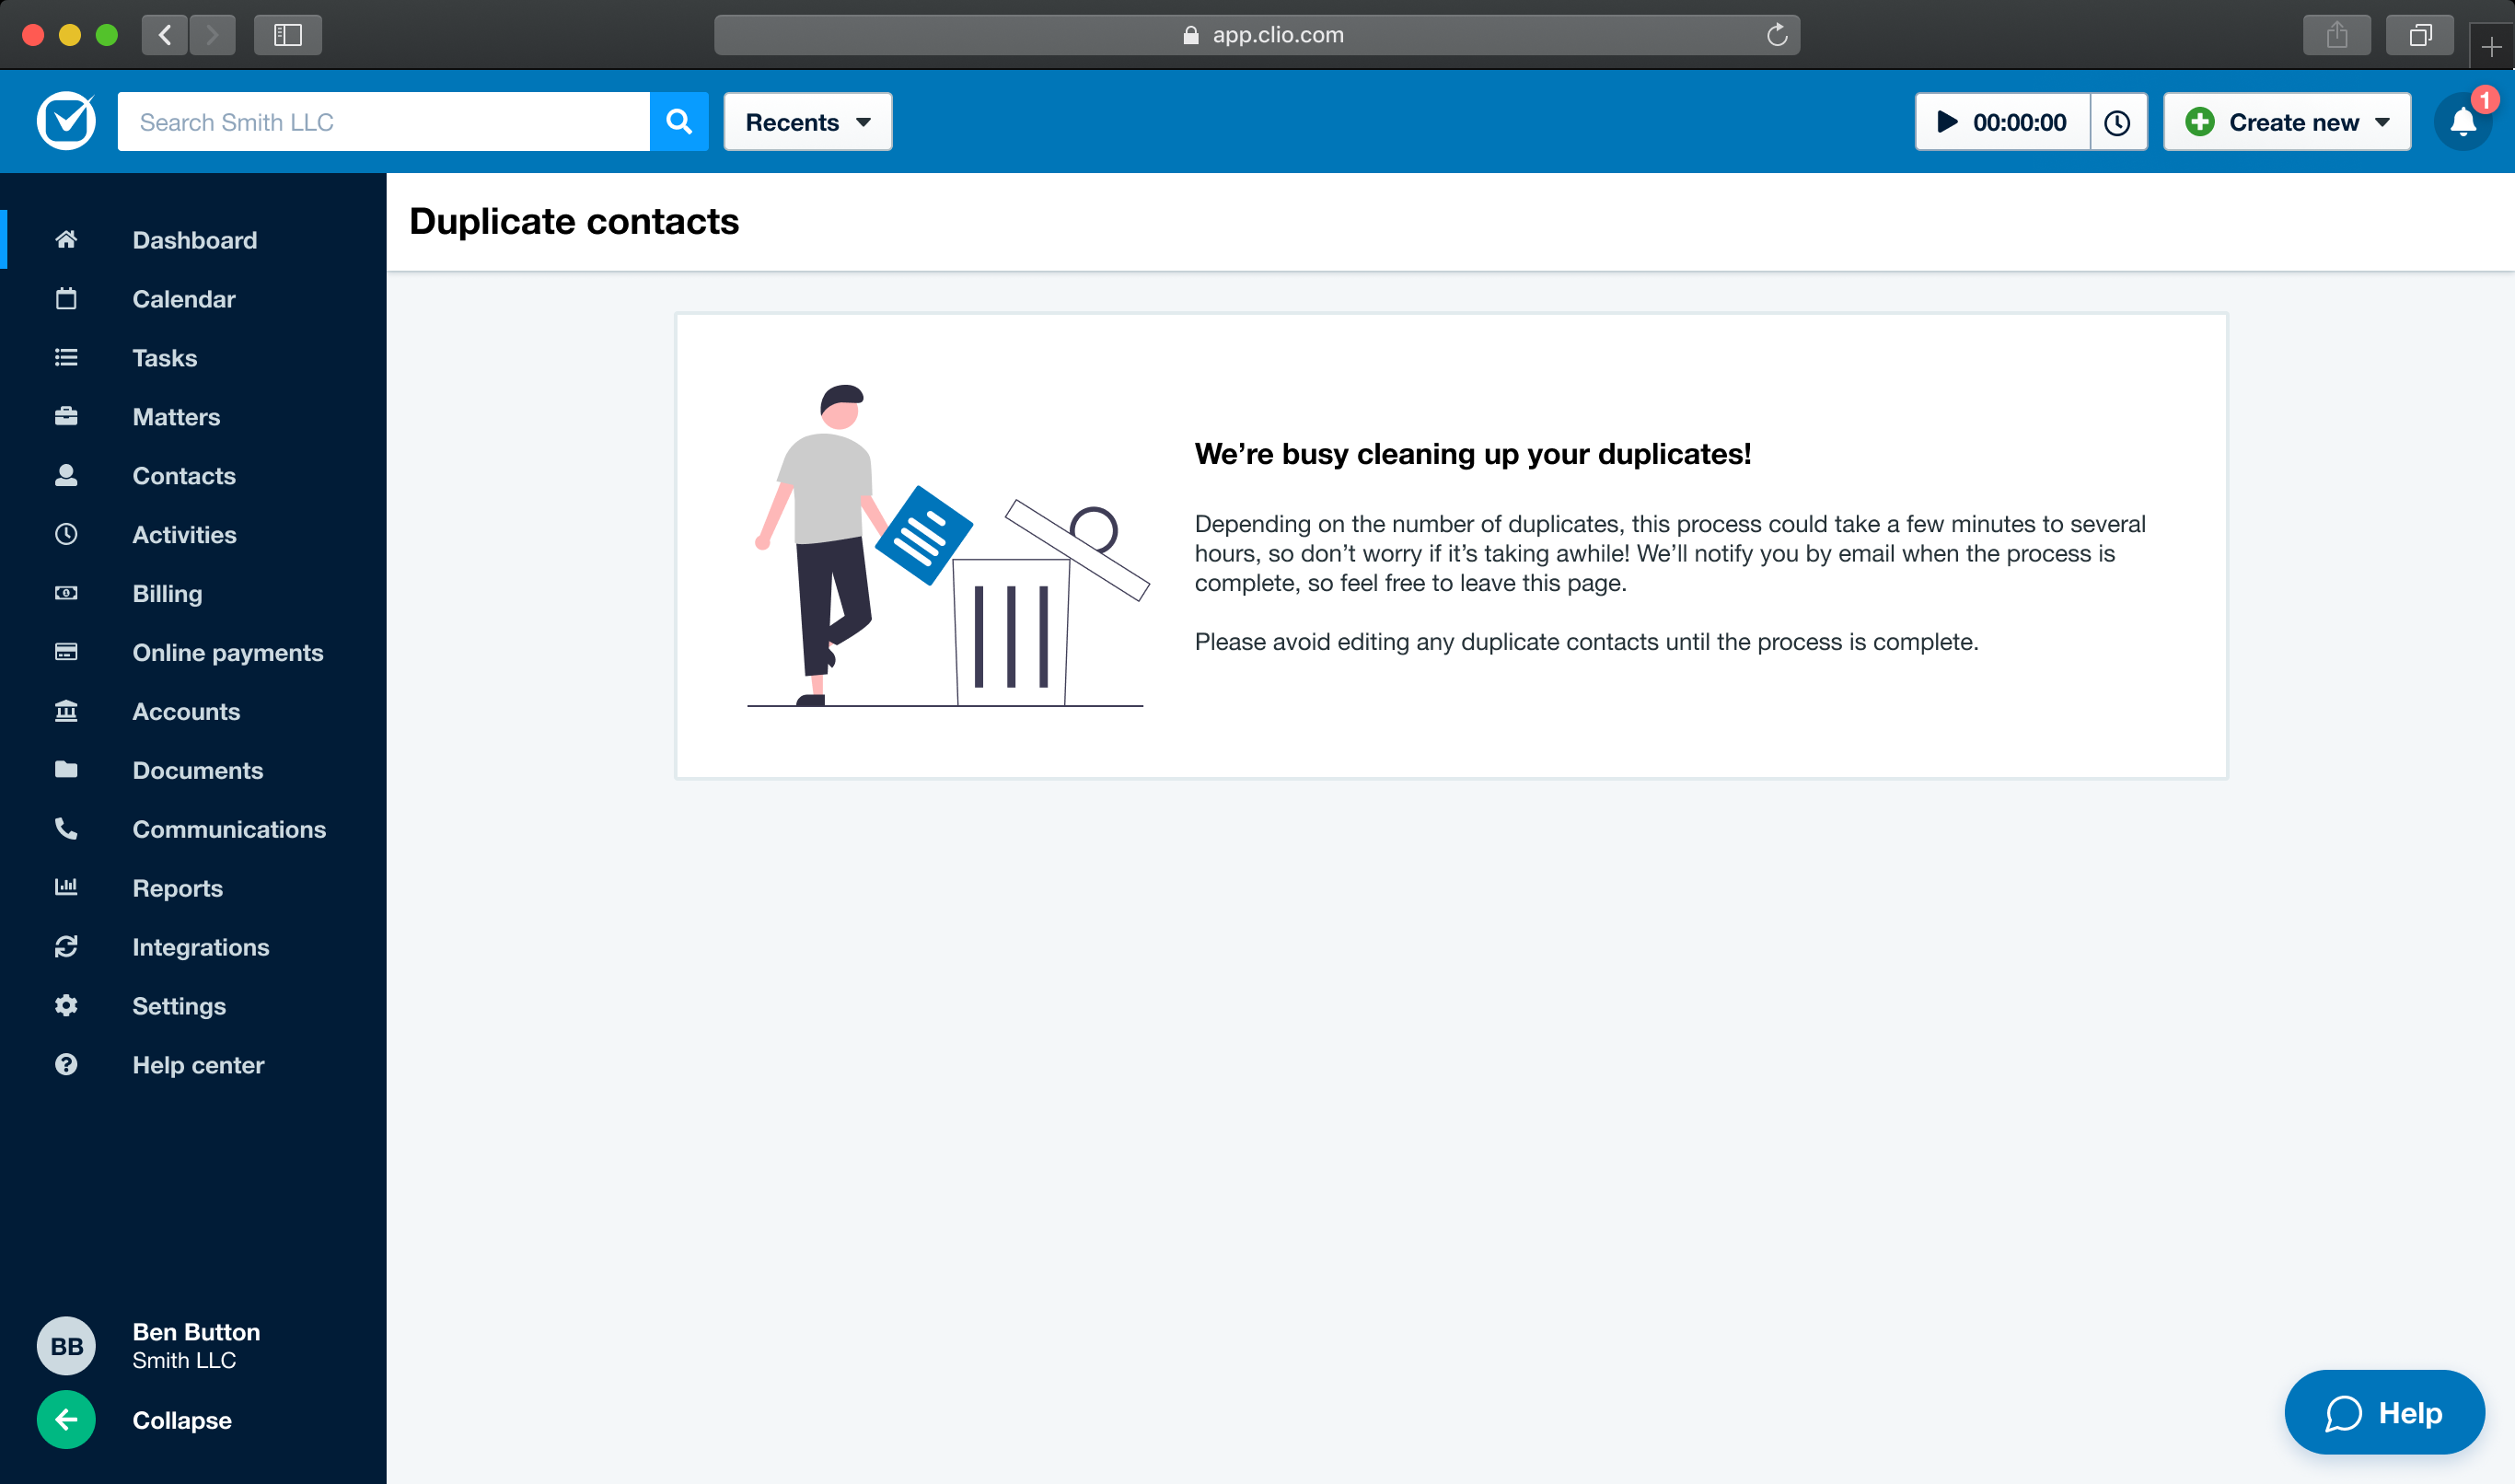 app.clio.com
Search Smith LLC
Recents
00:00:00
Create new
1
Dashboard
Calendar
Tasks
Matters
Contacts
Activities
Billing
Online payments
Accounts
Documents
Communications
Reports
Integrations
Settings
Help center
BB
Ben Button
Smith LLC
Collapse
Duplicate contacts
We’re busy cleaning up your duplicates!
Depending on the number of duplicates, this process could take a few minutes to several
hours, so don’t worry if it’s taking awhile! We’ll notify you by email when the process is
complete, so feel free to leave this page.
Please avoid editing any duplicate contacts until the process is complete.
Help